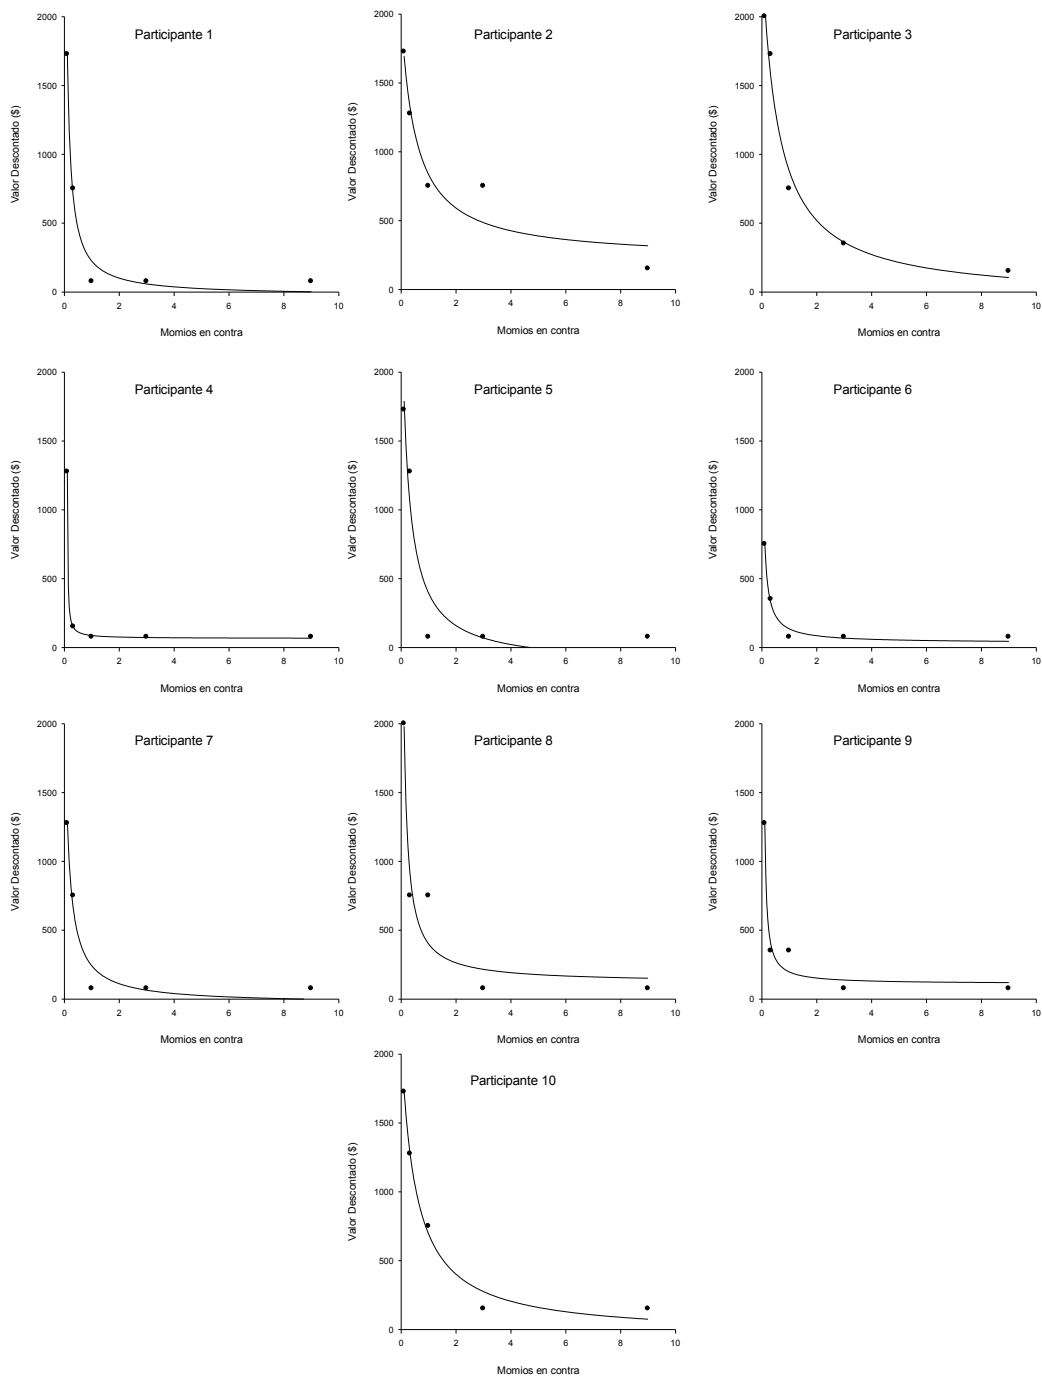 Participante 1
Valor Descontado ($)
2000
1500
1000
500
0
0 2 4 6 8 10
Momios en contra
Participante 2
Valor Descontado ($)
2000
1500
1000
500
0
0 2 4 6 8 10
Momios en contra
Participante 3
Valor Descontado ($)
2000
1500
1000
500
0
0 2 4 6 8 10
Momios en contra
Participante 4
Valor Descontado ($)
2000
1500
1000
500
0
0 2 4 6 8 10
Momios en contra
Participante 5
Valor Descontado ($)
2000
1500
1000
500
0
0 2 4 6 8 10
Momios en contra
Participante 6
Valor Descontado ($)
2000
1500
1000
500
0
0 2 4 6 8 10
Momios en contra
Participante 7
Valor Descontado ($)
2000
1500
1000
500
0
0 2 4 6 8 10
Momios en contra
Participante 8
Valor Descontado ($)
2000
1500
1000
500
0
0 2 4 6 8 10
Momios en contra
Participante 9
Valor Descontado ($)
2000
1500
1000
500
0
0 2 4 6 8 10
Momios en contra
Participante 10
Valor Descontado ($)
2000
1500
1000
500
0
0 2 4 6 8 10
Momios en contra